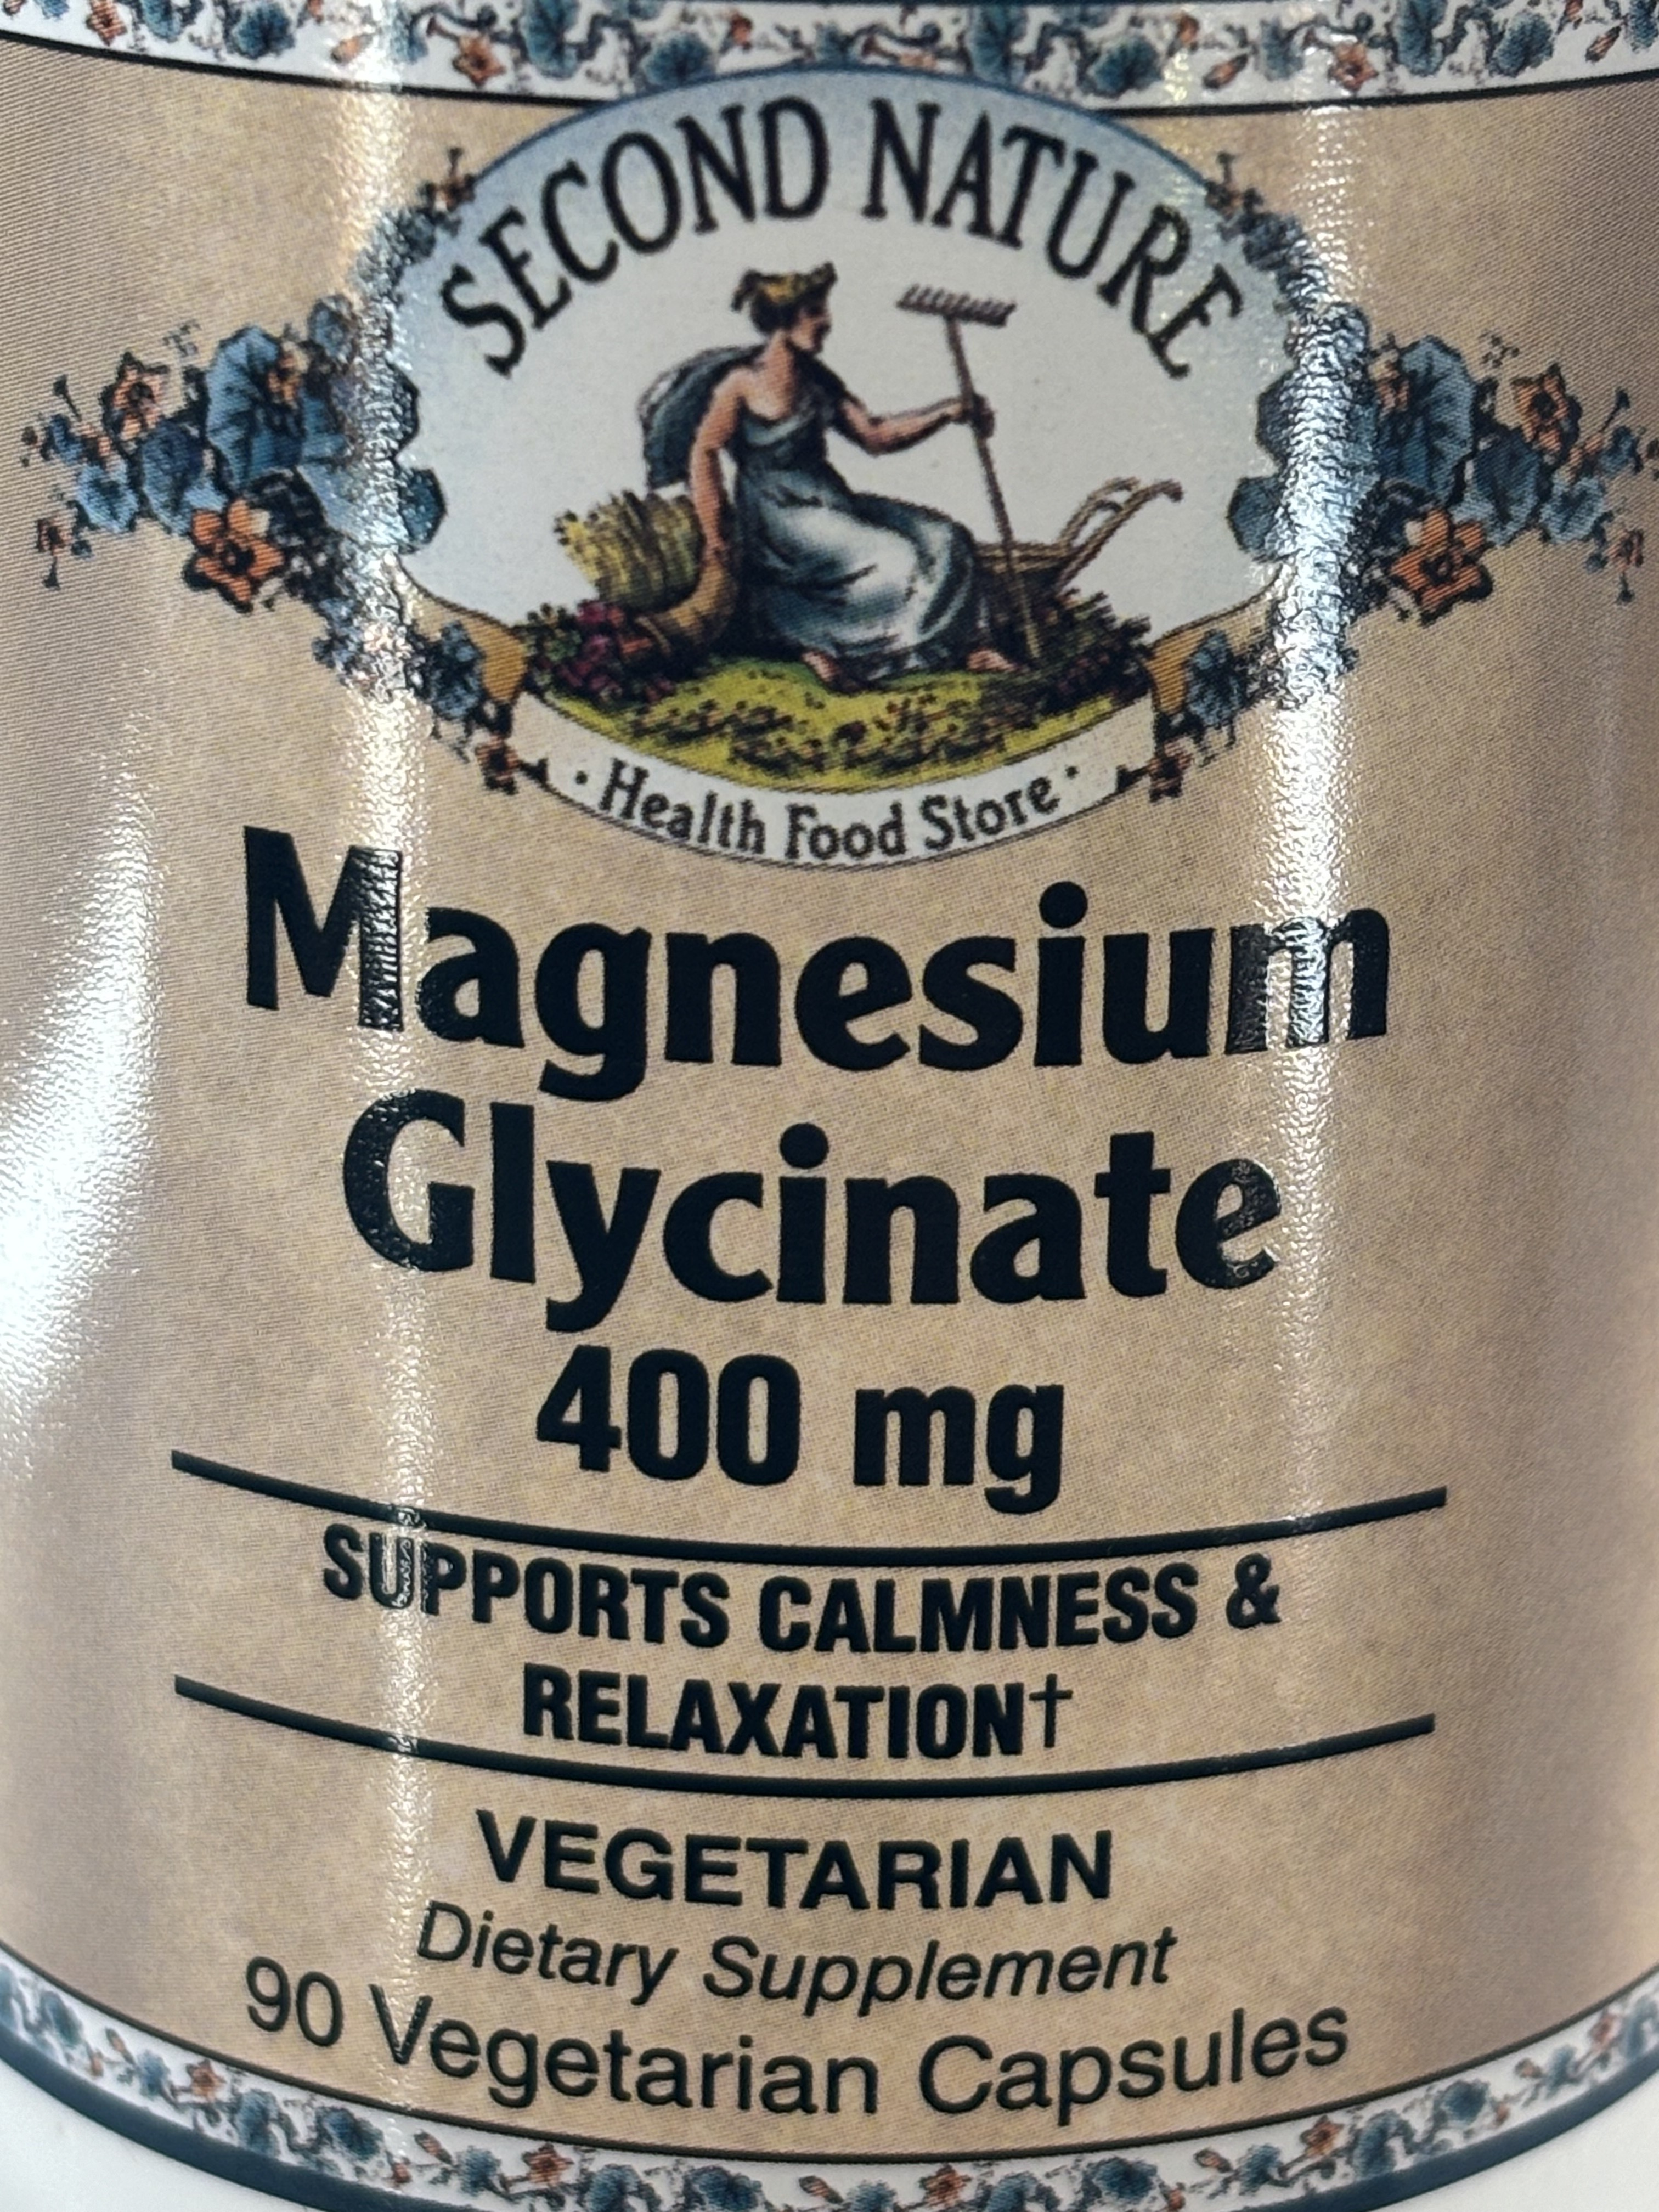 SECOND NATURE
· Health Food Store ·
Magnesium
Glycinate
400 mg
SUPPORTS CALMNESS &
RELAXATION†
VEGETARIAN
Dietary Supplement
90 Vegetarian Capsules